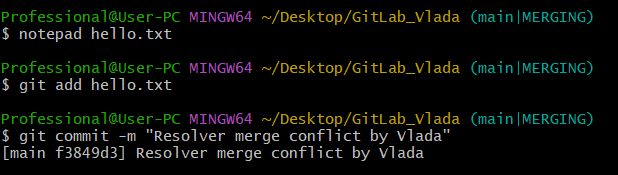 Professional@User-PC MINGW64 ~/Desktop/GitLab_Vlada (main|MERGING)
$ notepad hello.txt
Professional@User-PC MINGW64 ~/Desktop/GitLab_Vlada (main|MERGING)
$ git add hello.txt
Professional@User-PC MINGW64 ~/Desktop/GitLab_Vlada (main|MERGING)
$ git commit -m "Resolver merge conflict by Vlada"
[main f3849d3] Resolver merge conflict by Vlada